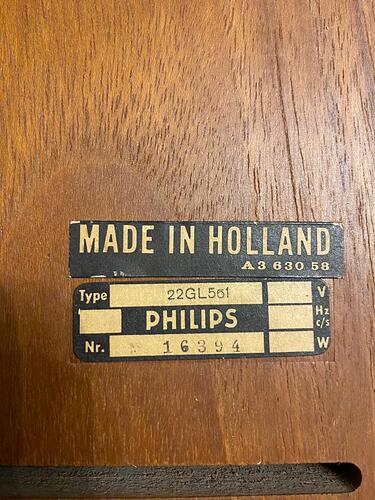 MADE IN HOLLAND
A3 630 58
Type 22GL561 V
PHILIPS Hz c/s
Nr. 16394 W